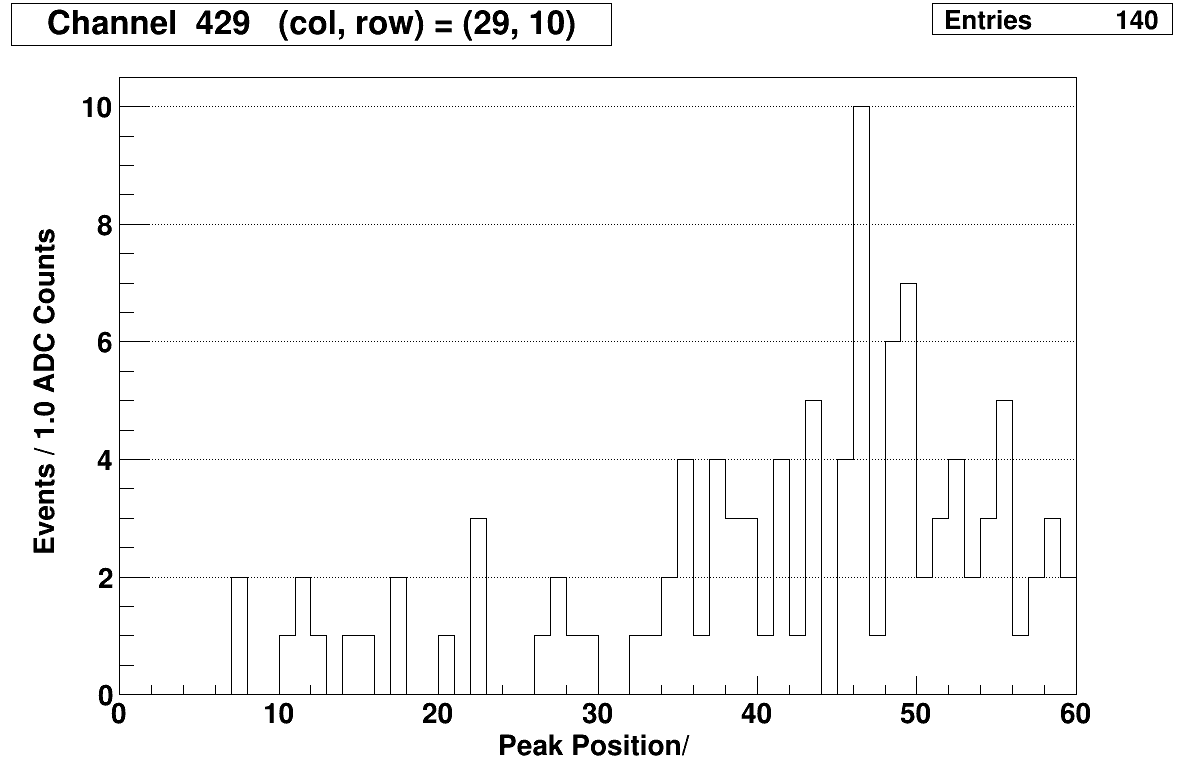 Channel 429 (col, row) = (29, 10)
Entries 140
Events / 1.0 ADC Counts
10
8
6
4
2
0
0 10 20 30 40 50 60
Peak Position/